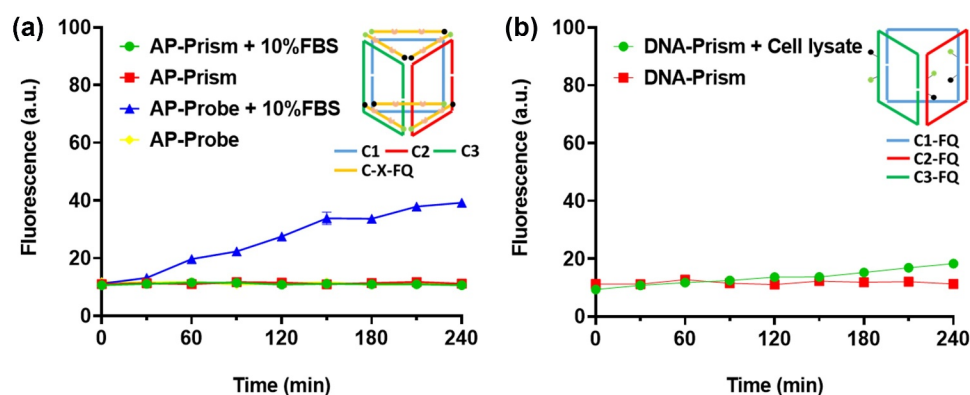 (a)
Fluorescence (a.u.)
100
80
60
40
20
0
AP-Prism + 10%FBS
AP-Prism
AP-Probe + 10%FBS
AP-Probe
C1 C2 C3
C-X-FQ
0 60 120 180 240
Time (min)
(b)
Fluorescence (a.u.)
100
80
60
40
20
0
DNA-Prism + Cell lysate
DNA-Prism
C1-FQ
C2-FQ
C3-FQ
0 60 120 180 240
Time (min)